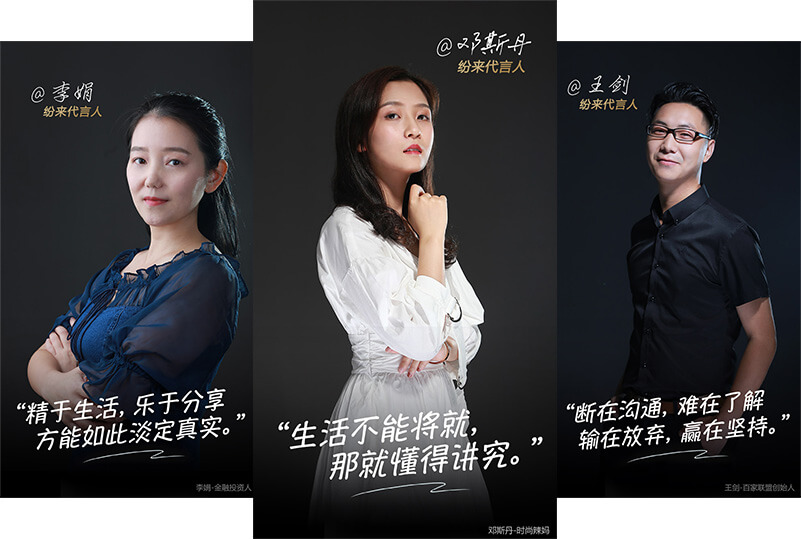 @李娟
纷来代言人
“精于生活, 乐于分享
方能如此淡定真实。”
李娟-金融投资人
@邓斯丹
纷来代言人
“生活不能将就,
那就懂得讲究。”
邓斯丹-时尚辣妈
@王剑
纷来代言人
“断在沟通, 难在了解
输在放弃, 赢在坚持。”
王剑-百家联盟创始人